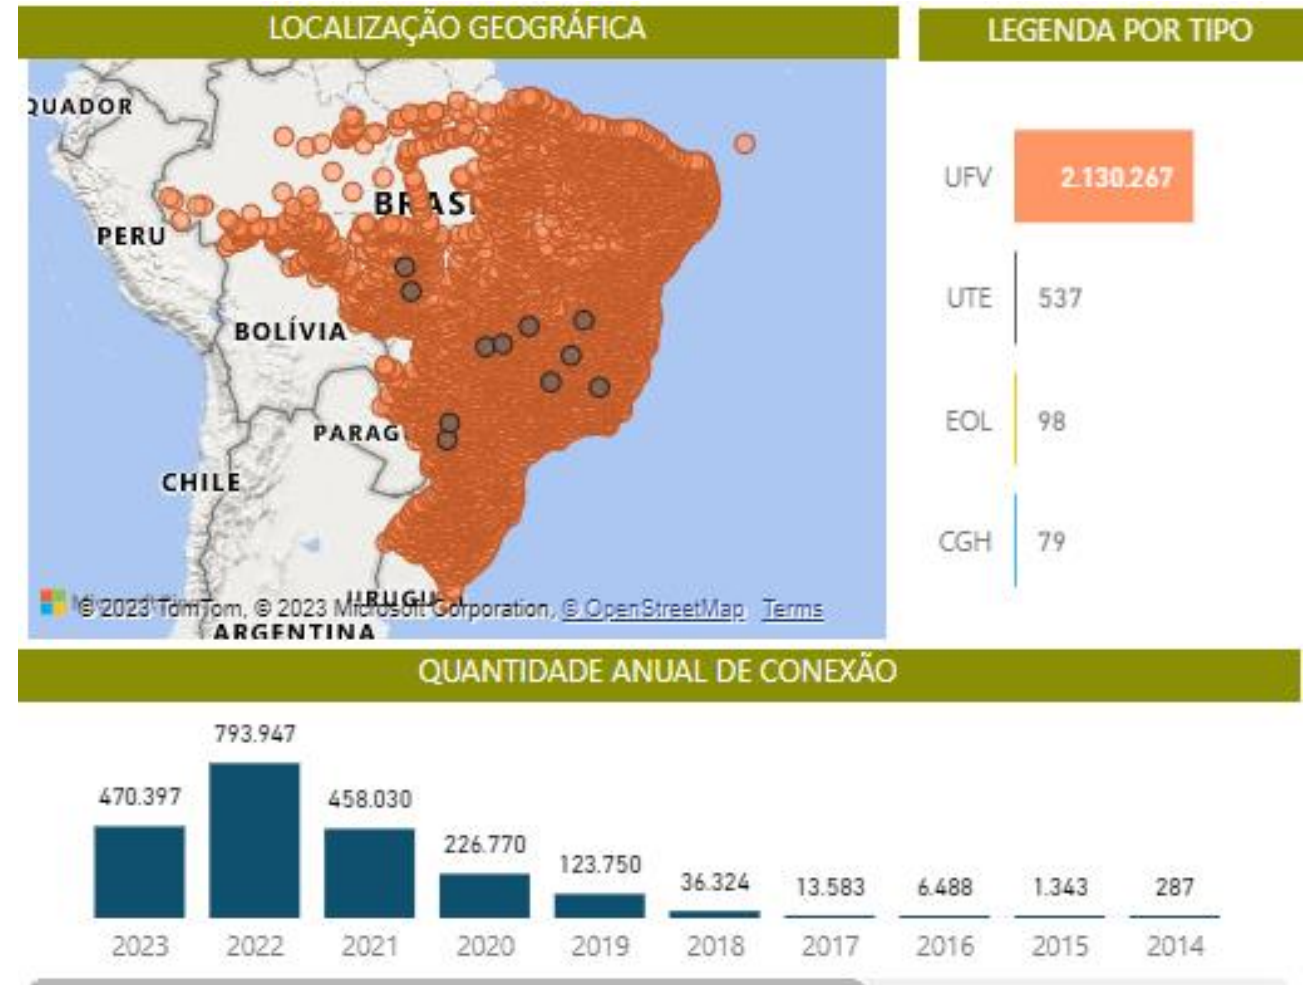 LOCALIZAÇÃO GEOGRÁFICA
LEGENDA POR TIPO
QUADOR
BRASI
PERU
BOLÍVIA
PARAG
CHILE
URUGU
ARGENTINA
© 2023 TomTom, © 2023 Microsoft Corporation, © OpenStreetMap Terms
UFV 2.130.267
UTE 537
EOL 98
CGH 79
QUANTIDADE ANUAL DE CONEXÃO
470.397 793.947 458.030 226.770 123.750 36.324 13.583 6.488 1.343 287
2023 2022 2021 2020 2019 2018 2017 2016 2015 2014